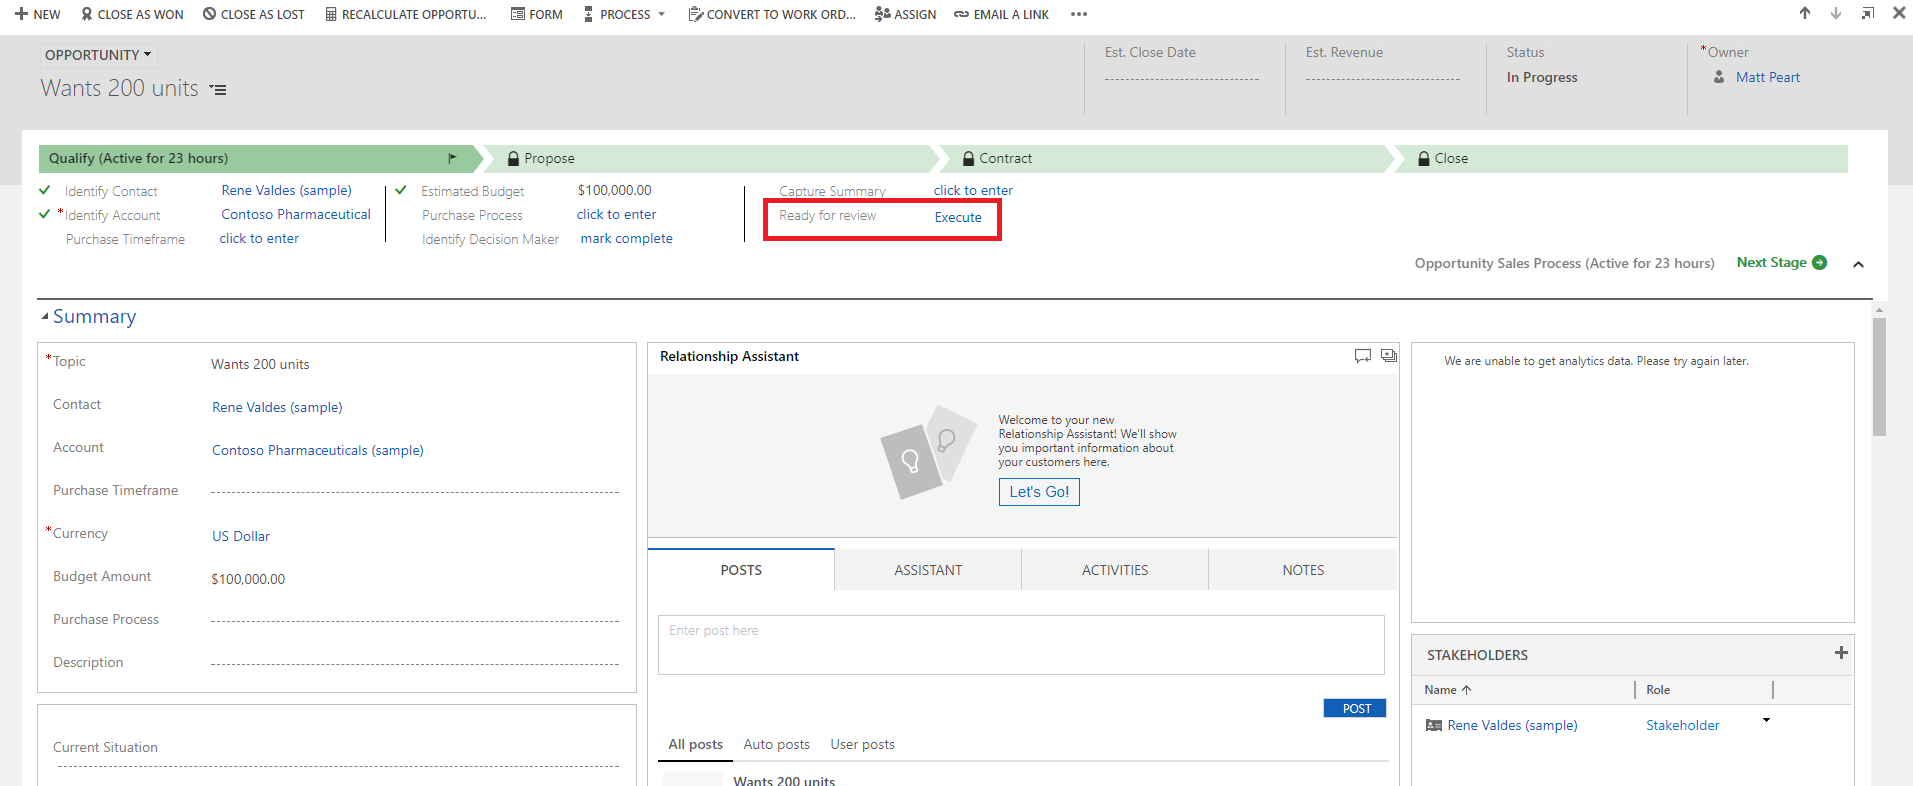 NEW CLOSE AS WON CLOSE AS LOST RECALCULATE OPPORTU... FORM PROCESS CONVERT TO WORK ORD... ASSIGN EMAIL A LINK •••
OPPORTUNITY
Wants 200 units
Est. Close Date
Est. Revenue
Status
In Progress
*Owner
Matt Peart
Qualify (Active for 23 hours)
Propose
Contract
Close
Identify Contact Rene Valdes (sample)
*Identify Account Contoso Pharmaceutical
Purchase Timeframe click to enter
Estimated Budget $100,000.00
Purchase Process click to enter
Identify Decision Maker mark complete
Capture Summary click to enter
Ready for review Execute
Opportunity Sales Process (Active for 23 hours) Next Stage
Summary
*Topic Wants 200 units
Contact Rene Valdes (sample)
Account Contoso Pharmaceuticals (sample)
Purchase Timeframe
*Currency US Dollar
Budget Amount $100,000.00
Purchase Process
Description
Current Situation
Relationship Assistant
Welcome to your new
Relationship Assistant! We'll show
you important information about
your customers here.
Let's Go!
POSTS ASSISTANT ACTIVITIES NOTES
Enter post here
POST
All posts Auto posts User posts
Wants 200 units
We are unable to get analytics data. Please try again later.
STAKEHOLDERS
Name Role
Rene Valdes (sample) Stakeholder